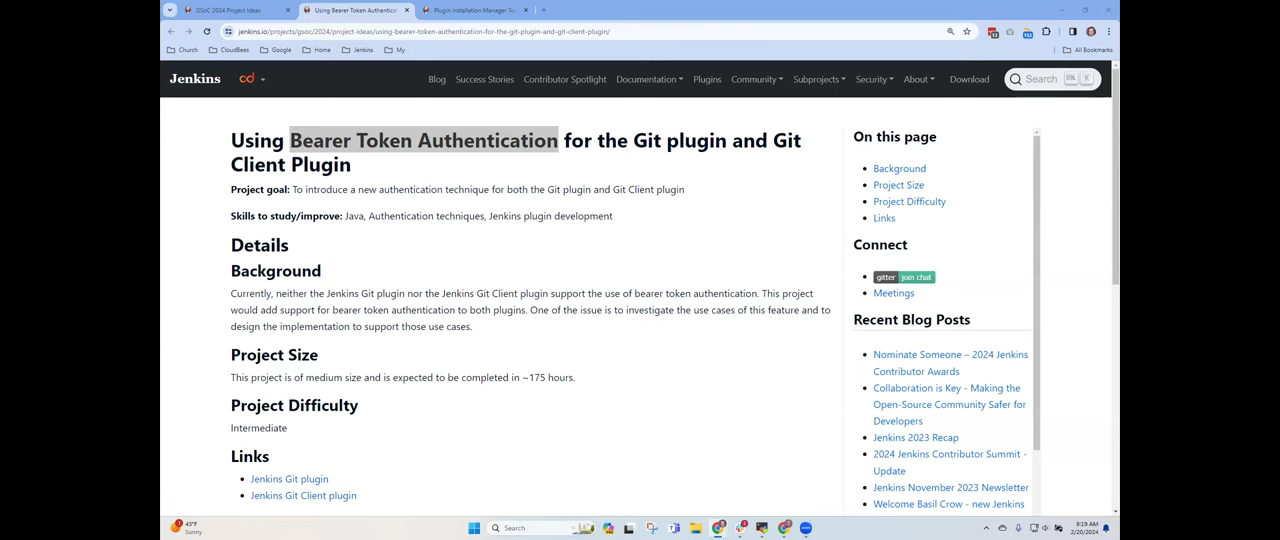 GSoC 2024 Project Ideas
Using Bearer Token Authenticat
Plugin Installation Manager To
jenkins.io/projects/gsoc/2024/project-ideas/using-bearer-token-authentication-for-the-git-plugin-and-git-client-plugin/
Church
CloudBees
Google
Home
Jenkins
My
All Bookmarks
Jenkins
cd
Blog
Success Stories
Contributor Spotlight
Documentation
Plugins
Community
Subprojects
Security
About
Download
Search
K
Using Bearer Token Authentication for the Git plugin and Git
Client Plugin
Project goal: To introduce a new authentication technique for both the Git plugin and Git Client plugin
Skills to study/improve: Java, Authentication techniques, Jenkins plugin development
Details
Background
Currently, neither the Jenkins Git plugin nor the Jenkins Git Client plugin support the use of bearer token authentication. This project
would add support for bearer token authentication to both plugins. One of the issue is to investigate the use cases of this feature and to
design the implementation to support those use cases.
Project Size
This project is of medium size and is expected to be completed in ~175 hours.
Project Difficulty
Intermediate
Links
Jenkins Git plugin
Jenkins Git Client plugin
On this page
Background
Project Size
Project Difficulty
Links
Connect
gitter join chat
Meetings
Recent Blog Posts
Nominate Someone – 2024 Jenkins
Contributor Awards
Collaboration is Key - Making the
Open-Source Community Safer for
Developers
Jenkins 2023 Recap
2024 Jenkins Contributor Summit -
Update
Jenkins November 2023 Newsletter
Welcome Basil Crow - new Jenkins
43°F
Sunny
Search
9:19 AM
2/20/2024